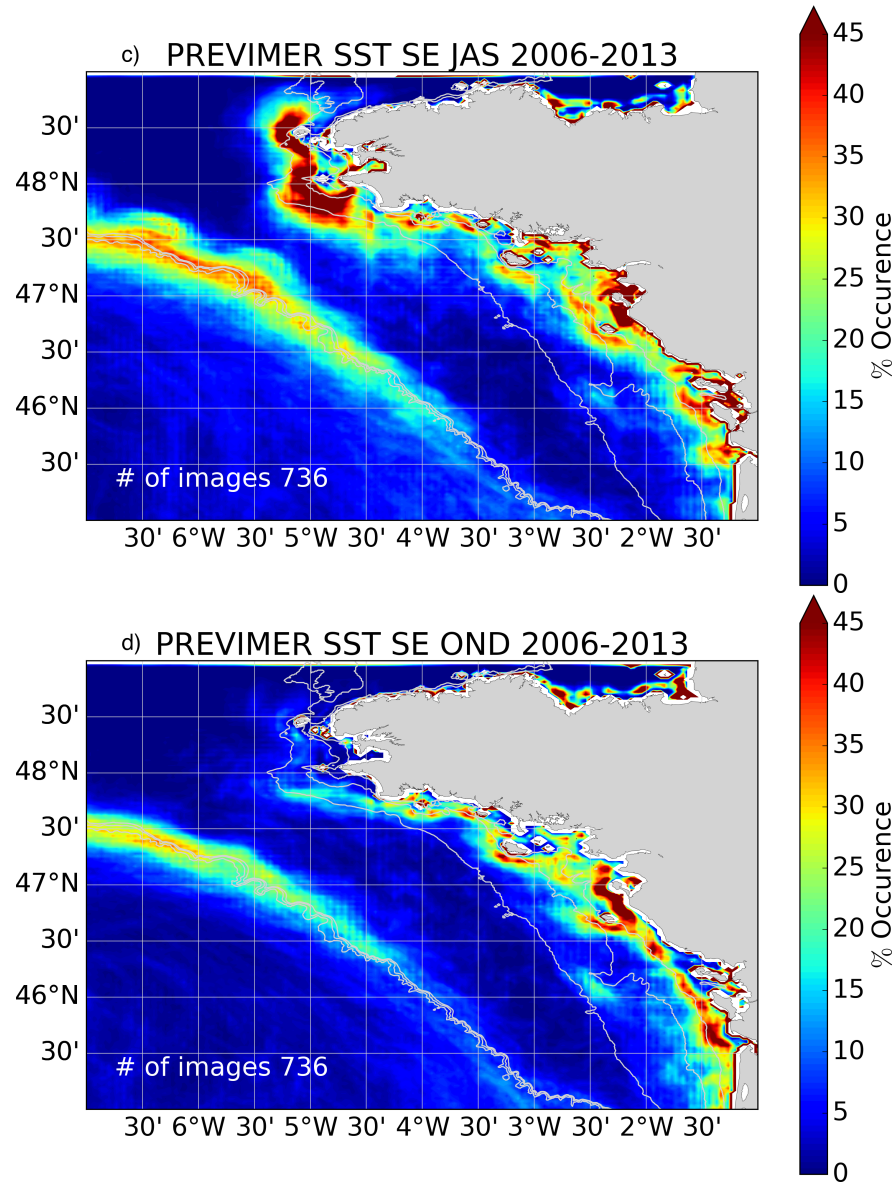 c) PREVIMER SST SE JAS 2006-2013
45
40
35
30
25
20
15
10
5
0
% Occurence
30'
48°N
30'
47°N
30'
46°N
30'
# of images 736
30' 6°W 30' 5°W 30' 4°W 30' 3°W 30' 2°W 30'
d) PREVIMER SST SE OND 2006-2013
45
40
35
30
25
20
15
10
5
0
% Occurence
30'
48°N
30'
47°N
30'
46°N
30'
# of images 736
30' 6°W 30' 5°W 30' 4°W 30' 3°W 30' 2°W 30'